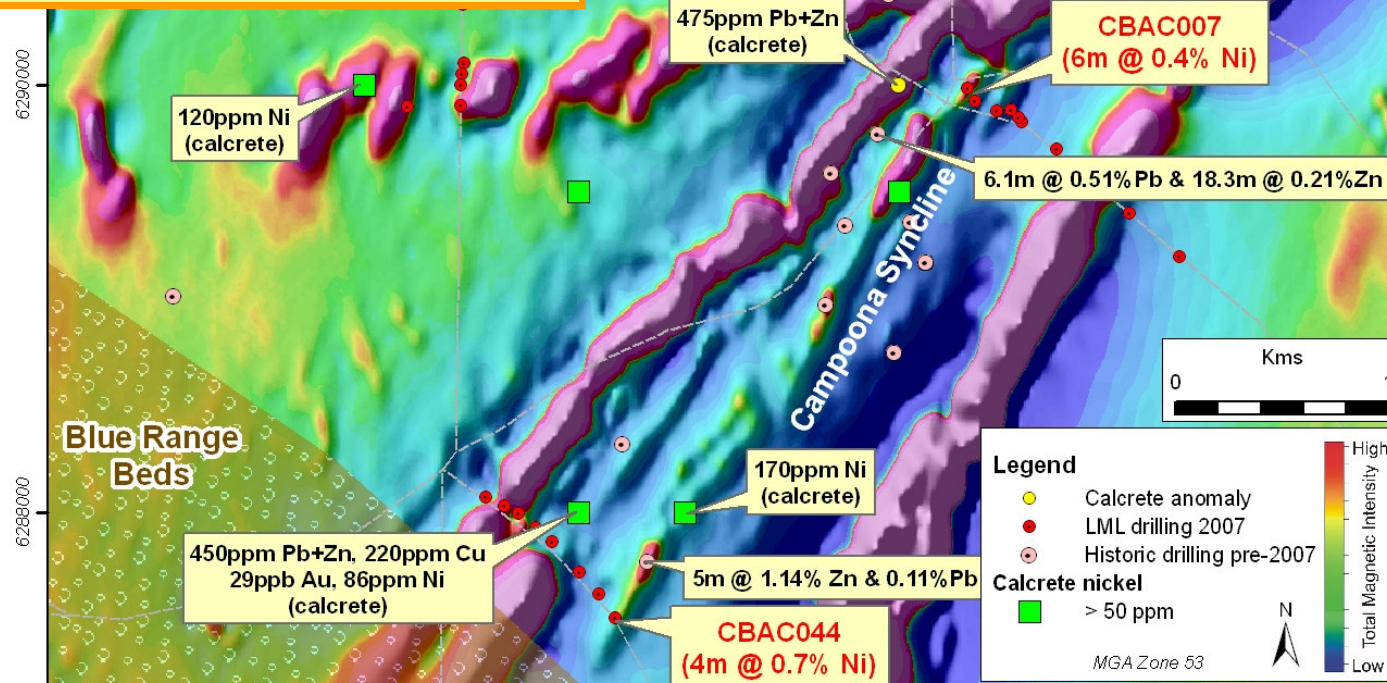 475ppm Pb+Zn
(calcrete)
CBAC007
(6m @ 0.4% Ni)
6290000
120ppm Ni
(calcrete)
6.1m @ 0.51%Pb & 18.3m @ 0.21%Zn
Campoona Syncline
Kms
0
1
Blue Range
Beds
170ppm Ni
(calcrete)
6288000
450ppm Pb+Zn, 220ppm Cu
29ppb Au, 86ppm Ni
(calcrete)
5m @ 1.14% Zn & 0.11%Pb
CBAC044
(4m @ 0.7% Ni)
Legend
Calcrete anomaly
LML drilling 2007
Historic drilling pre-2007
Calcrete nickel
> 50 ppm
N
MGA Zone 53
High
Total Magnetic Intensity
Low